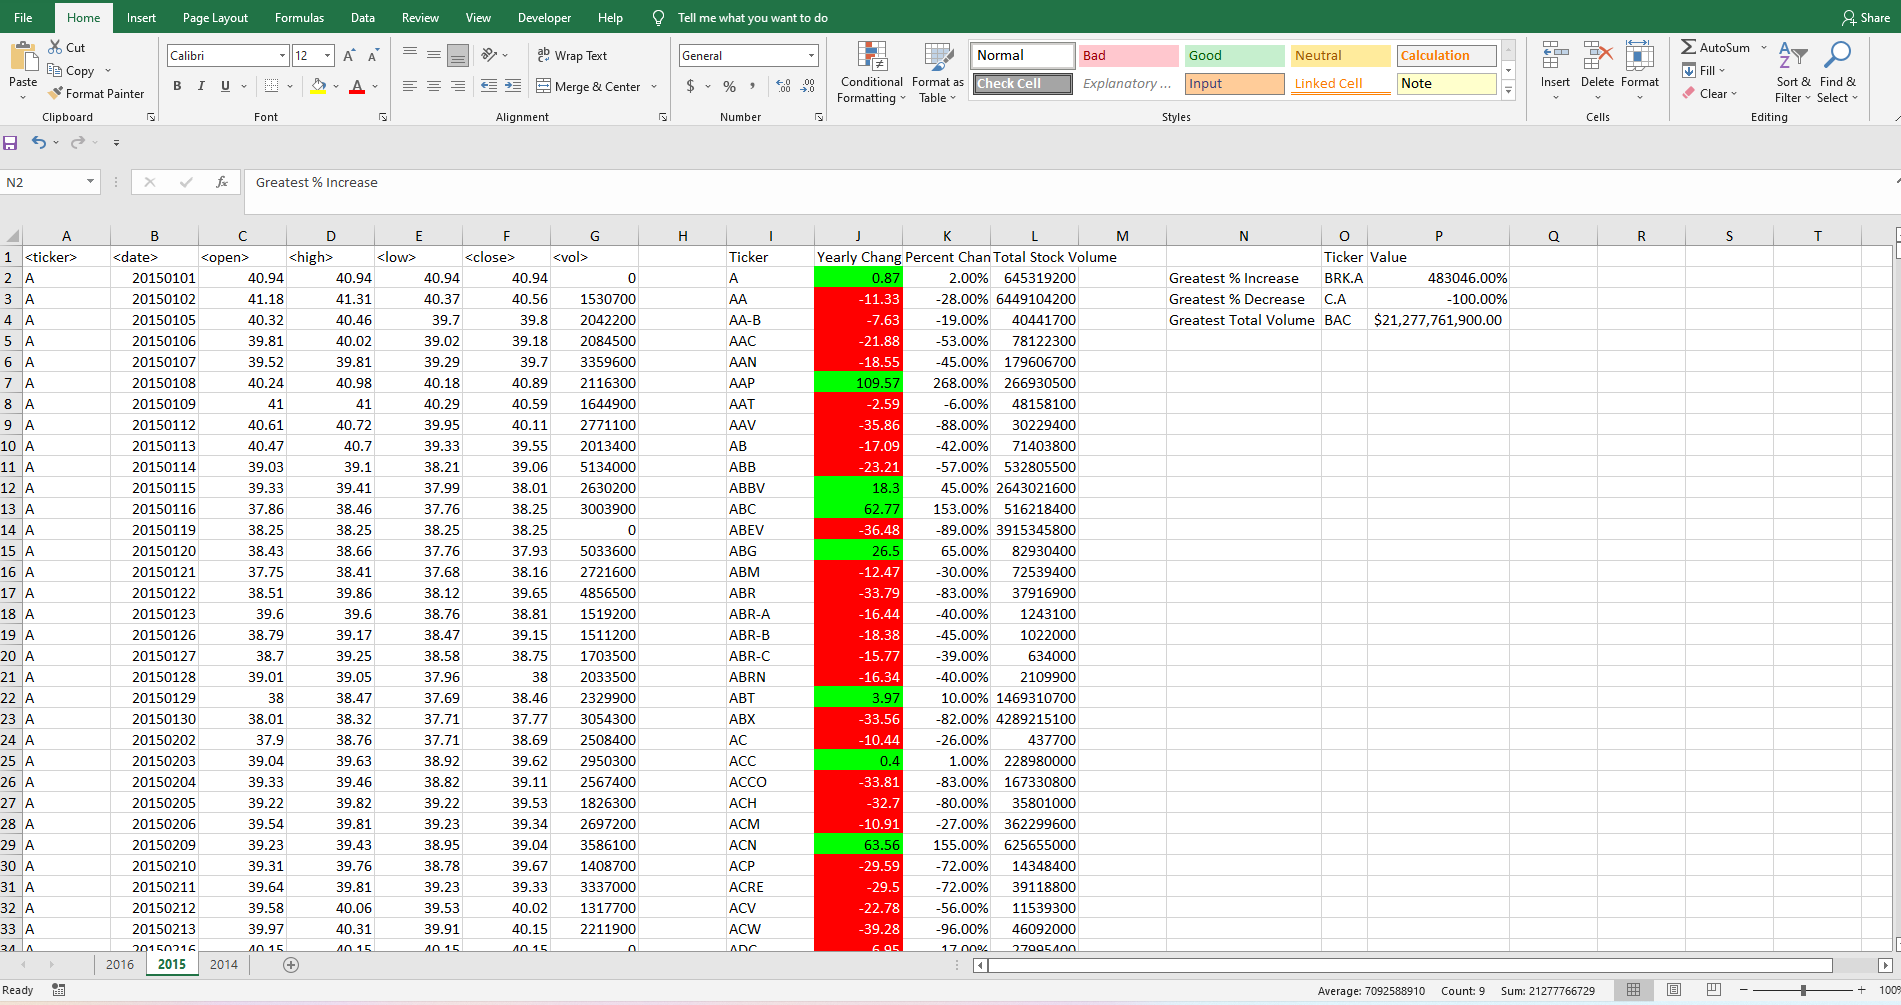 File Home Insert Page Layout Formulas Data Review View Developer Help Tell me what you want to do Share
Paste Cut Copy Format Painter Clipboard
Calibri 12 A A B I U A Font
ab Wrap Text Merge & Center Alignment
General $ % , Number
Conditional Formatting Format as Table
Normal Bad Good Neutral Calculation
Check Cell Explanatory ... Input Linked Cell Note
Styles
Insert Delete Format Cells
AutoSum Fill Clear Sort & Filter Find & Select Editing
N2 fx Greatest % Increase
A B C D E F G H I J K L M N O P Q R S T
1 <ticker> <date> <open> <high> <low> <close> <vol> Ticker Yearly Chang Percent Chan Total Stock Volume Ticker Value
2 A 20150101 40.94 40.94 40.94 40.94 0 A 0.87 2.00% 645319200 Greatest % Increase BRK.A 483046.00%
3 A 20150102 41.18 41.31 40.37 40.56 1530700 AA -11.33 -28.00% 6449104200 Greatest % Decrease C.A -100.00%
4 A 20150105 40.32 40.46 39.7 39.8 2042200 AA-B -7.63 -19.00% 40441700 Greatest Total Volume BAC $21,277,761,900.00
5 A 20150106 39.81 40.02 39.02 39.18 2084500 AAC -21.88 -53.00% 78122300
6 A 20150107 39.52 39.81 39.29 39.7 3359600 AAN -18.55 -45.00% 179606700
7 A 20150108 40.24 40.98 40.18 40.89 2116300 AAP 109.57 268.00% 266930500
8 A 20150109 41 41 40.29 40.59 1644900 AAT -2.59 -6.00% 48158100
9 A 20150112 40.61 40.72 39.95 40.11 2771100 AAV -35.86 -88.00% 30229400
10 A 20150113 40.47 40.7 39.33 39.55 2013400 AB -17.09 -42.00% 71403800
11 A 20150114 39.03 39.1 38.21 39.06 5134000 ABB -23.21 -57.00% 532805500
12 A 20150115 39.33 39.41 37.99 38.01 2630200 ABBV 18.3 45.00% 2643021600
13 A 20150116 37.86 38.46 37.76 38.25 3003900 ABC 62.77 153.00% 516218400
14 A 20150119 38.25 38.25 38.25 38.25 0 ABEV -36.48 -89.00% 3915345800
15 A 20150120 38.43 38.66 37.76 37.93 5033600 ABG 26.5 65.00% 82930400
16 A 20150121 37.75 38.41 37.68 38.16 2721600 ABM -12.47 -30.00% 72539400
17 A 20150122 38.51 39.86 38.12 39.65 4856500 ABR -33.79 -83.00% 37916900
18 A 20150123 39.6 39.6 38.76 38.81 1519200 ABR-A -16.44 -40.00% 1243100
19 A 20150126 38.79 39.17 38.47 39.15 1511200 ABR-B -18.38 -45.00% 1022000
20 A 20150127 38.7 39.25 38.58 38.75 1703500 ABR-C -15.77 -39.00% 634000
21 A 20150128 39.01 39.05 37.96 38 2033500 ABRN -16.34 -40.00% 2109900
22 A 20150129 38 38.47 37.69 38.46 2329900 ABT 3.97 10.00% 1469310700
23 A 20150130 38.01 38.32 37.71 37.77 3054300 ABX -33.56 -82.00% 4289215100
24 A 20150202 37.9 38.76 37.71 38.69 2508400 AC -10.44 -26.00% 437700
25 A 20150203 39.04 39.63 38.92 39.62 2950300 ACC 0.4 1.00% 228980000
26 A 20150204 39.33 39.46 38.82 39.11 2567400 ACCO -33.81 -83.00% 167330800
27 A 20150205 39.22 39.82 39.22 39.53 1826300 ACH -32.7 -80.00% 35801000
28 A 20150206 39.54 39.81 39.23 39.34 2697200 ACM -10.91 -27.00% 362299600
29 A 20150209 39.23 39.43 38.95 39.04 3586100 ACN 63.56 155.00% 625655000
30 A 20150210 39.31 39.76 38.78 39.67 1408700 ACP -29.59 -72.00% 14348400
31 A 20150211 39.64 39.81 39.23 39.33 3337000 ACRE -29.5 -72.00% 39118800
32 A 20150212 39.58 40.06 39.53 40.02 1317700 ACV -22.78 -56.00% 11539300
33 A 20150213 39.97 40.31 39.91 40.15 2211900 ACW -39.28 -96.00% 46092000
34 A 20150216 40.15 40.15 40.15 40.15 0 ADC 6.95 17.00% 27995400
2016 2015 2014
Ready Average: 7092588910 Count: 9 Sum: 21277766729 100%